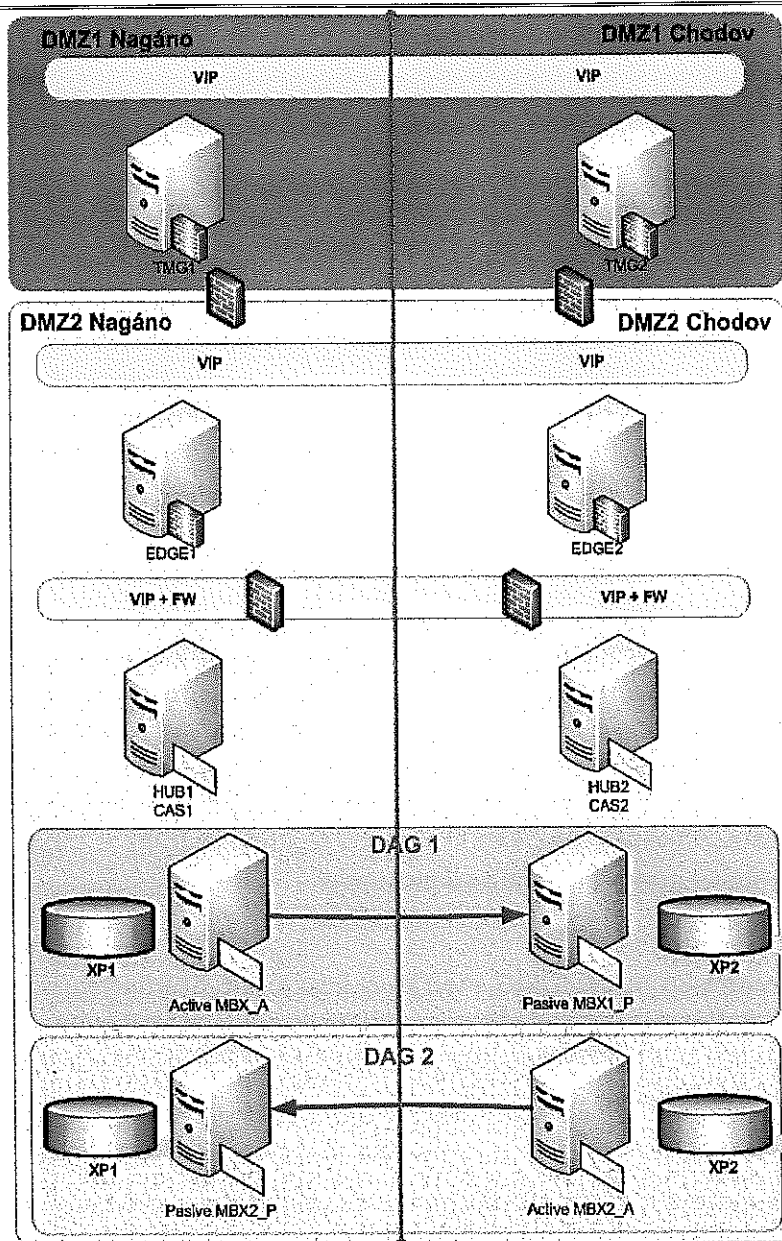 DMZ1 Nagáno
DMZ1 Chodov
VIP
VIP
TMG1
TMG2
DMZ2 Nagáno
DMZ2 Chodov
VIP
VIP
EDGE1
EDGE2
VIP + FW
VIP + FW
HUB1
CAS1
HUB2
CAS2
DAG 1
XP1
XP2
Active MBX_A
Pasive MBX1_P
DAG 2
XP1
XP2
Pasive MBX2_P
Active MBX2_A